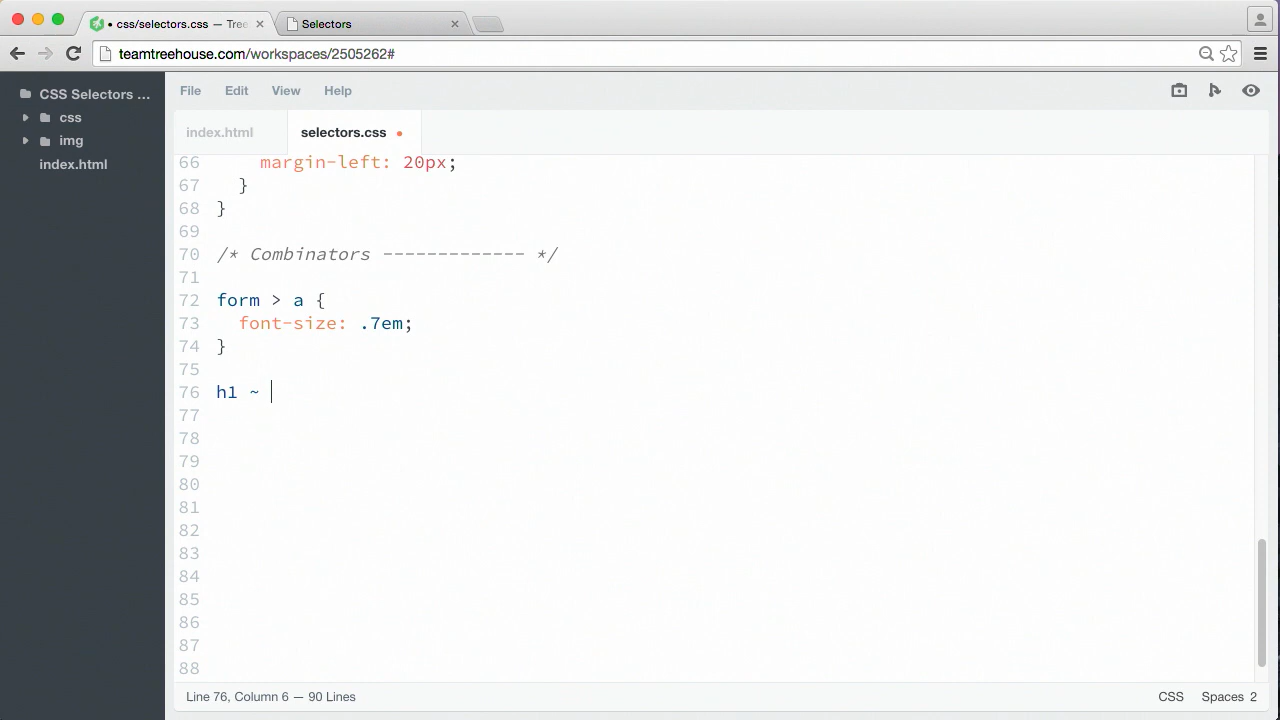 • css/selectors.css — Tree
Selectors
teamtreehouse.com/workspaces/2505262#
CSS Selectors ...
css
img
index.html
File Edit View Help
index.html selectors.css
66 margin-left: 20px;
67 }
68 }
69
70 /* Combinators ------------- */
71
72 form > a {
73 font-size: .7em;
74 }
75
76 h1 ~
77
78
79
80
81
82
83
84
85
86
87
88
Line 76, Column 6 — 90 Lines
CSS Spaces 2